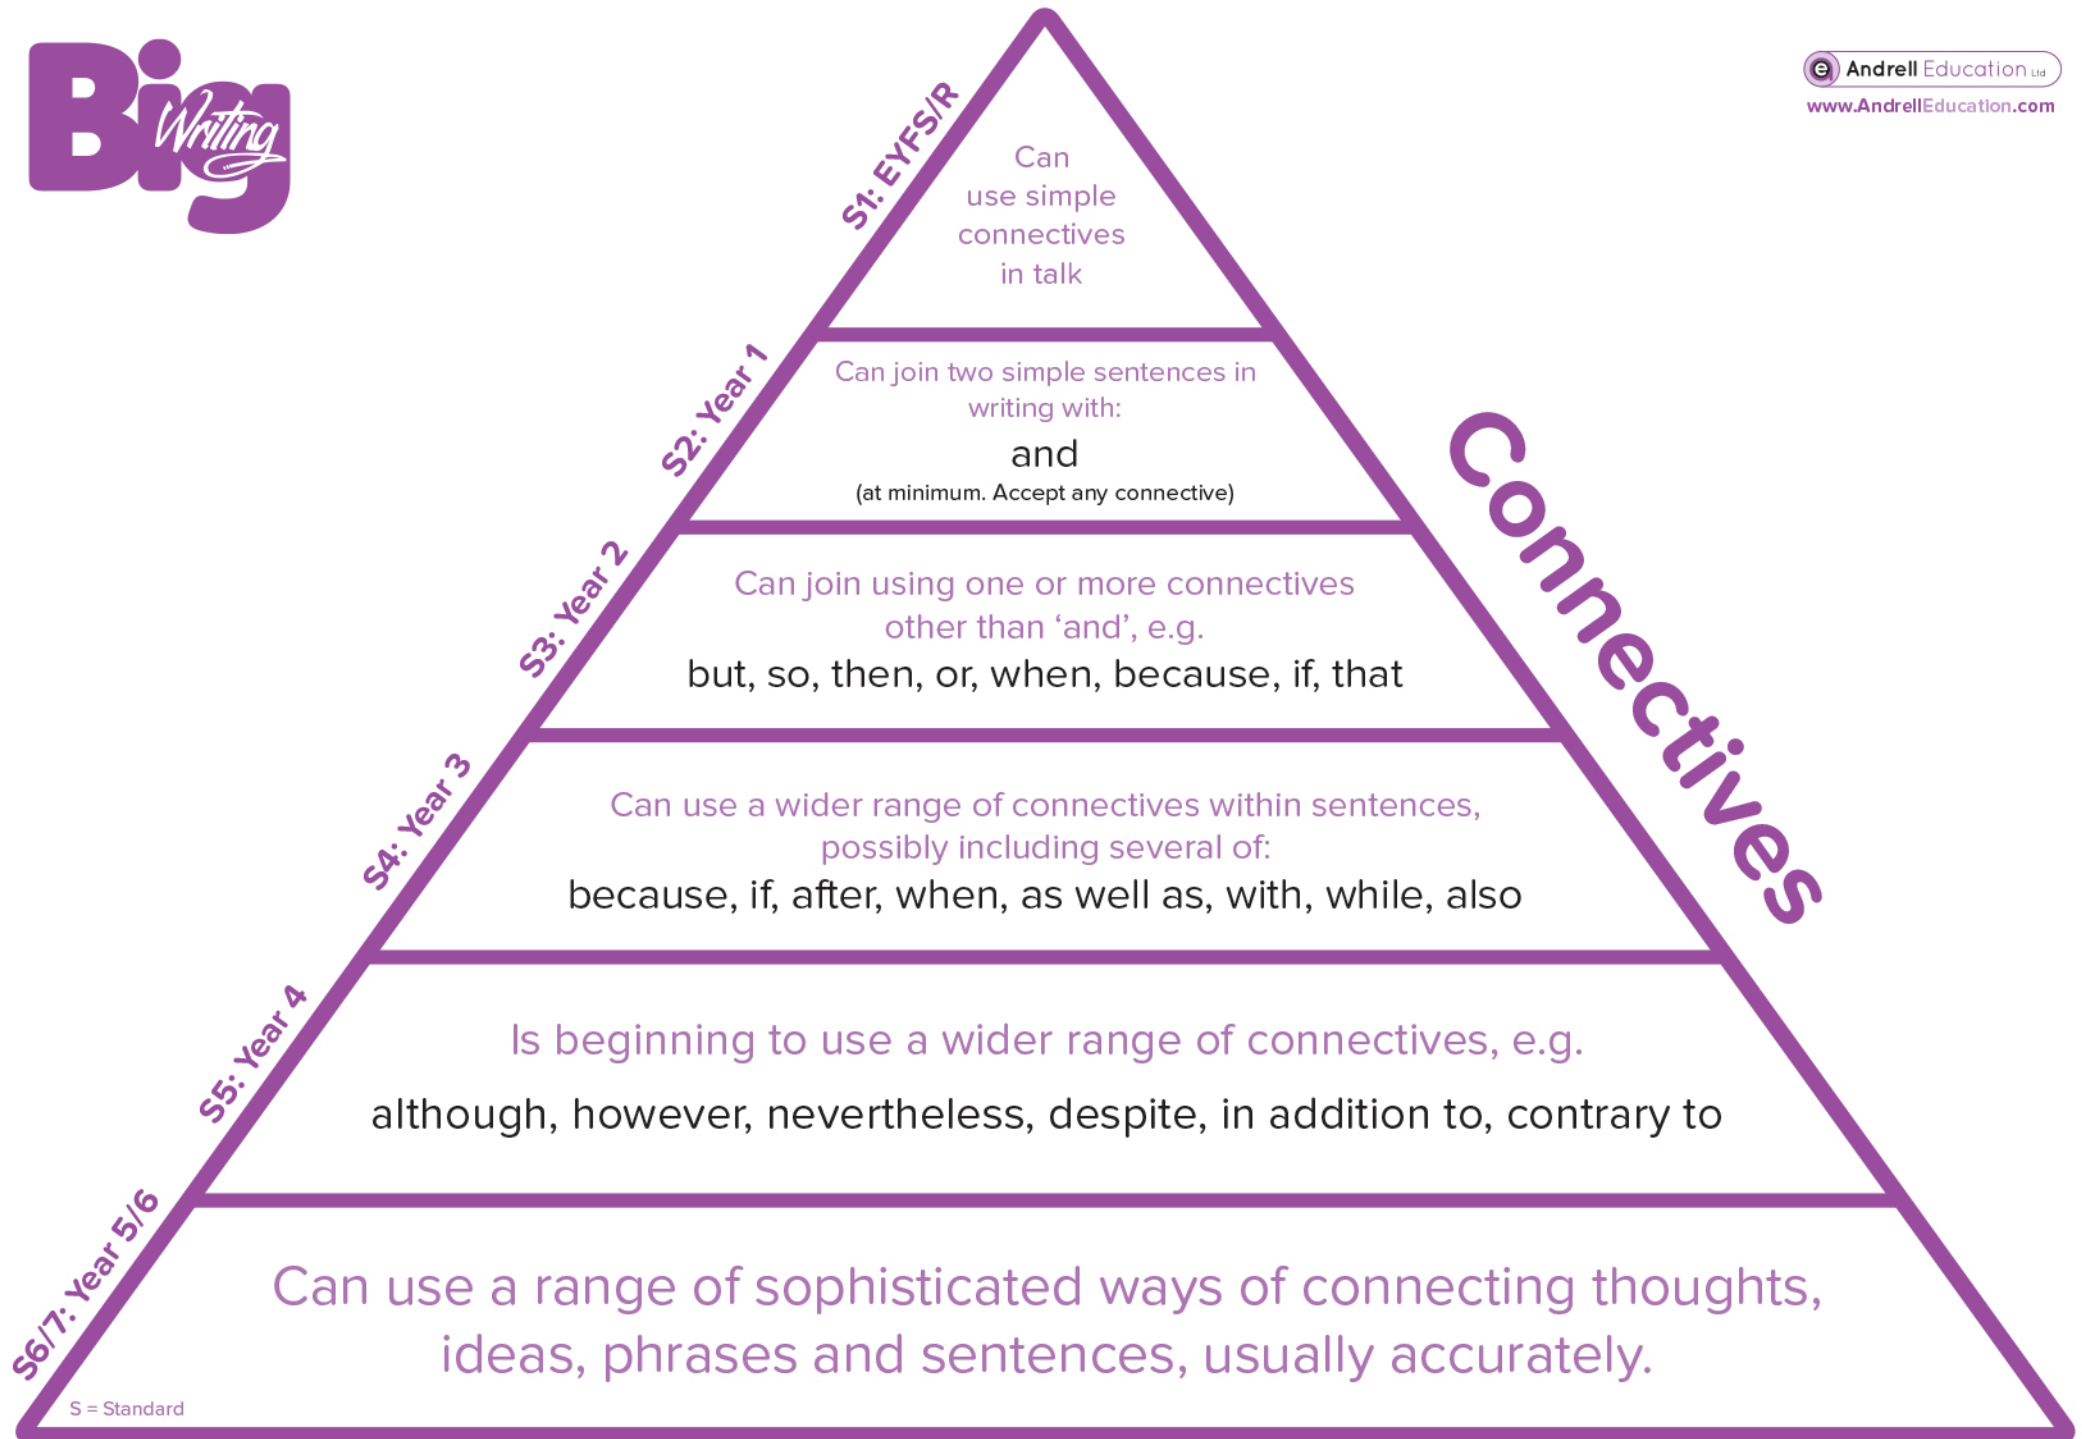 Big
Writing
e Andrell Education Ltd
www.AndrellEducation.com
Connectives
S1: EYFS/R
Can
use simple
connectives
in talk
S2: Year 1
Can join two simple sentences in
writing with:
and
(at minimum. Accept any connective)
S3: Year 2
Can join using one or more connectives
other than ‘and’, e.g.
but, so, then, or, when, because, if, that
S4: Year 3
Can use a wider range of connectives within sentences,
possibly including several of:
because, if, after, when, as well as, with, while, also
S5: Year 4
Is beginning to use a wider range of connectives, e.g.
although, however, nevertheless, despite, in addition to, contrary to
S6/7: Year 5/6
Can use a range of sophisticated ways of connecting thoughts,
ideas, phrases and sentences, usually accurately.
S = Standard